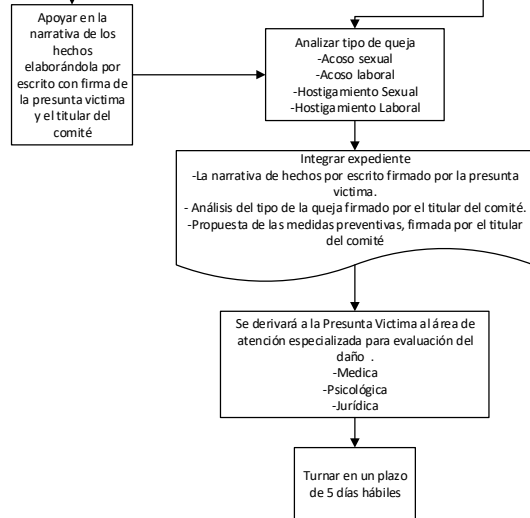 Apoyar en la
narrativa de los
hechos
elaborándola por
escrito con firma de
la presunta victima
y el titular del
comité
Analizar tipo de queja
-Acoso sexual
-Acoso laboral
-Hostigamiento Sexual
-Hostigamiento Laboral
Integrar expediente
-La narrativa de hechos por escrito firmado por la presunta
victima.
- Análisis del tipo de la queja firmado por el titular del comité.
-Propuesta de las medidas preventivas, firmada por el titular
del comité
Se derivará a la Presunta Victima al área de
atención especializada para evaluación del
daño .
-Medica
-Psicológica
-Jurídica
Turnar en un plazo
de 5 días hábiles